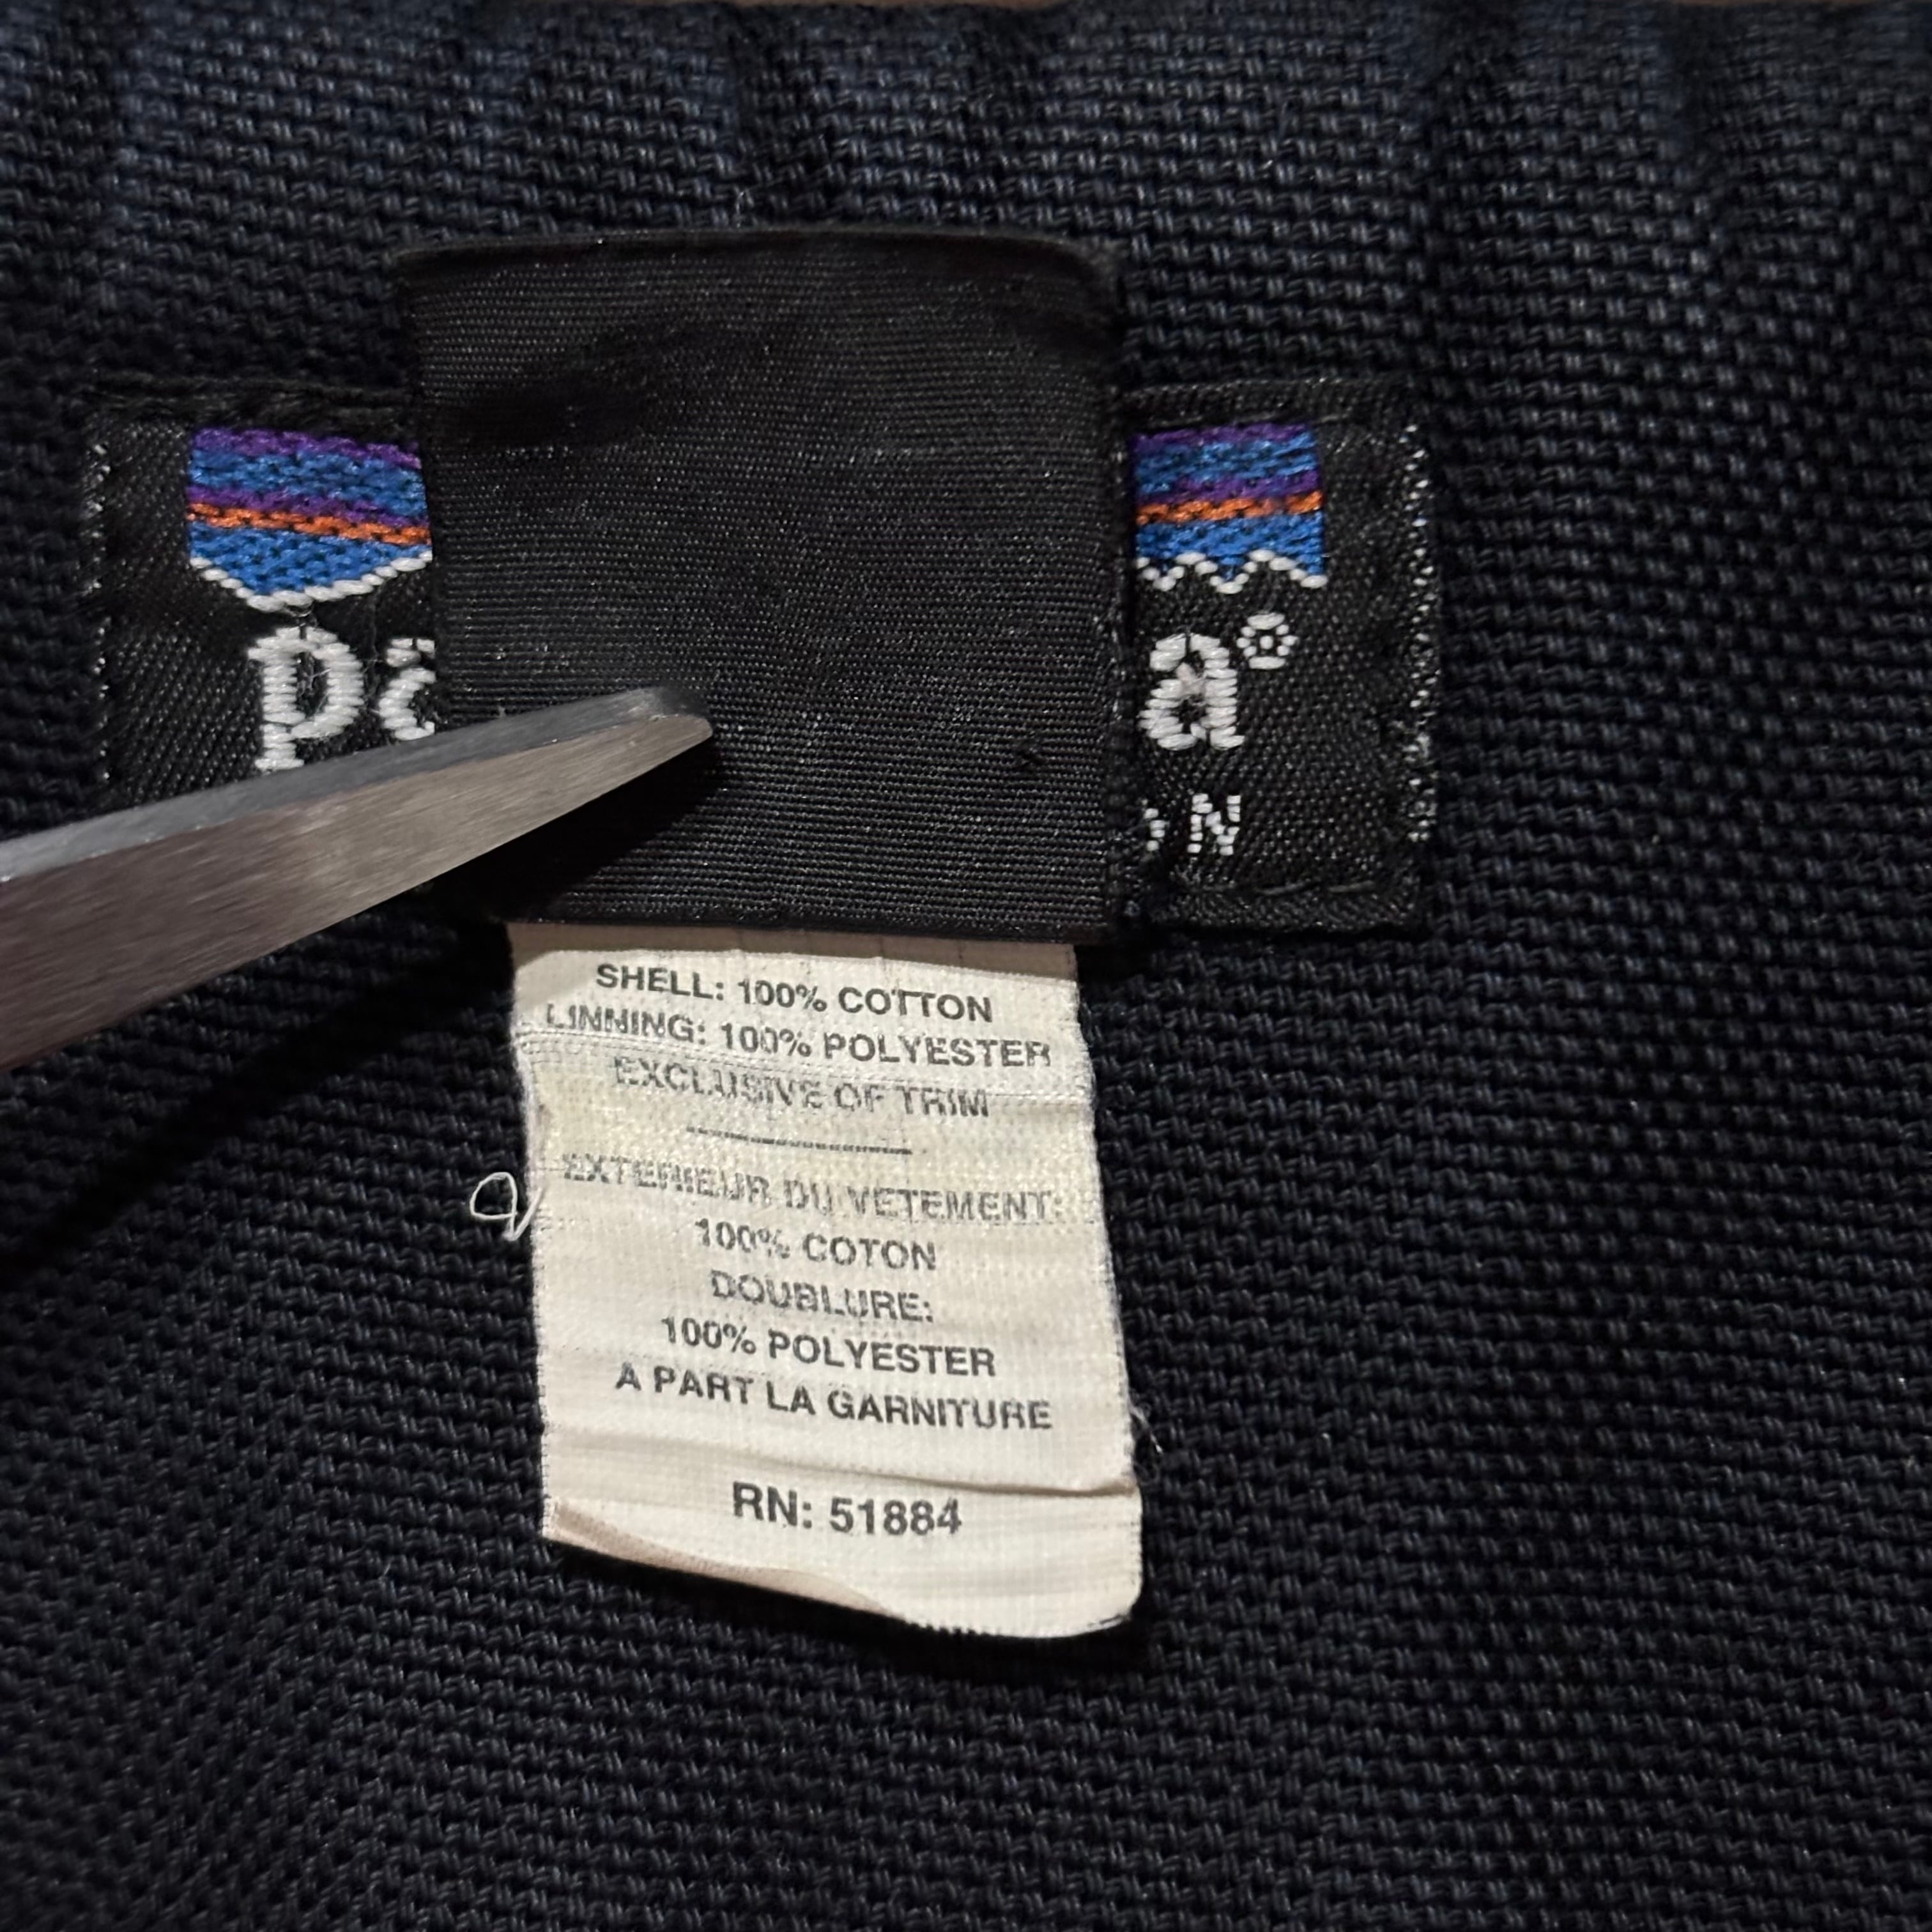 pa
a®
N
SHELL: 100% COTTON
LINNING: 100% POLYESTER
EXCLUSIVE OF TRIM
EXTERIEUR DU VETEMENT:
100% COTON
DOUBLURE:
100% POLYESTER
A PART LA GARNITURE
RN: 51884